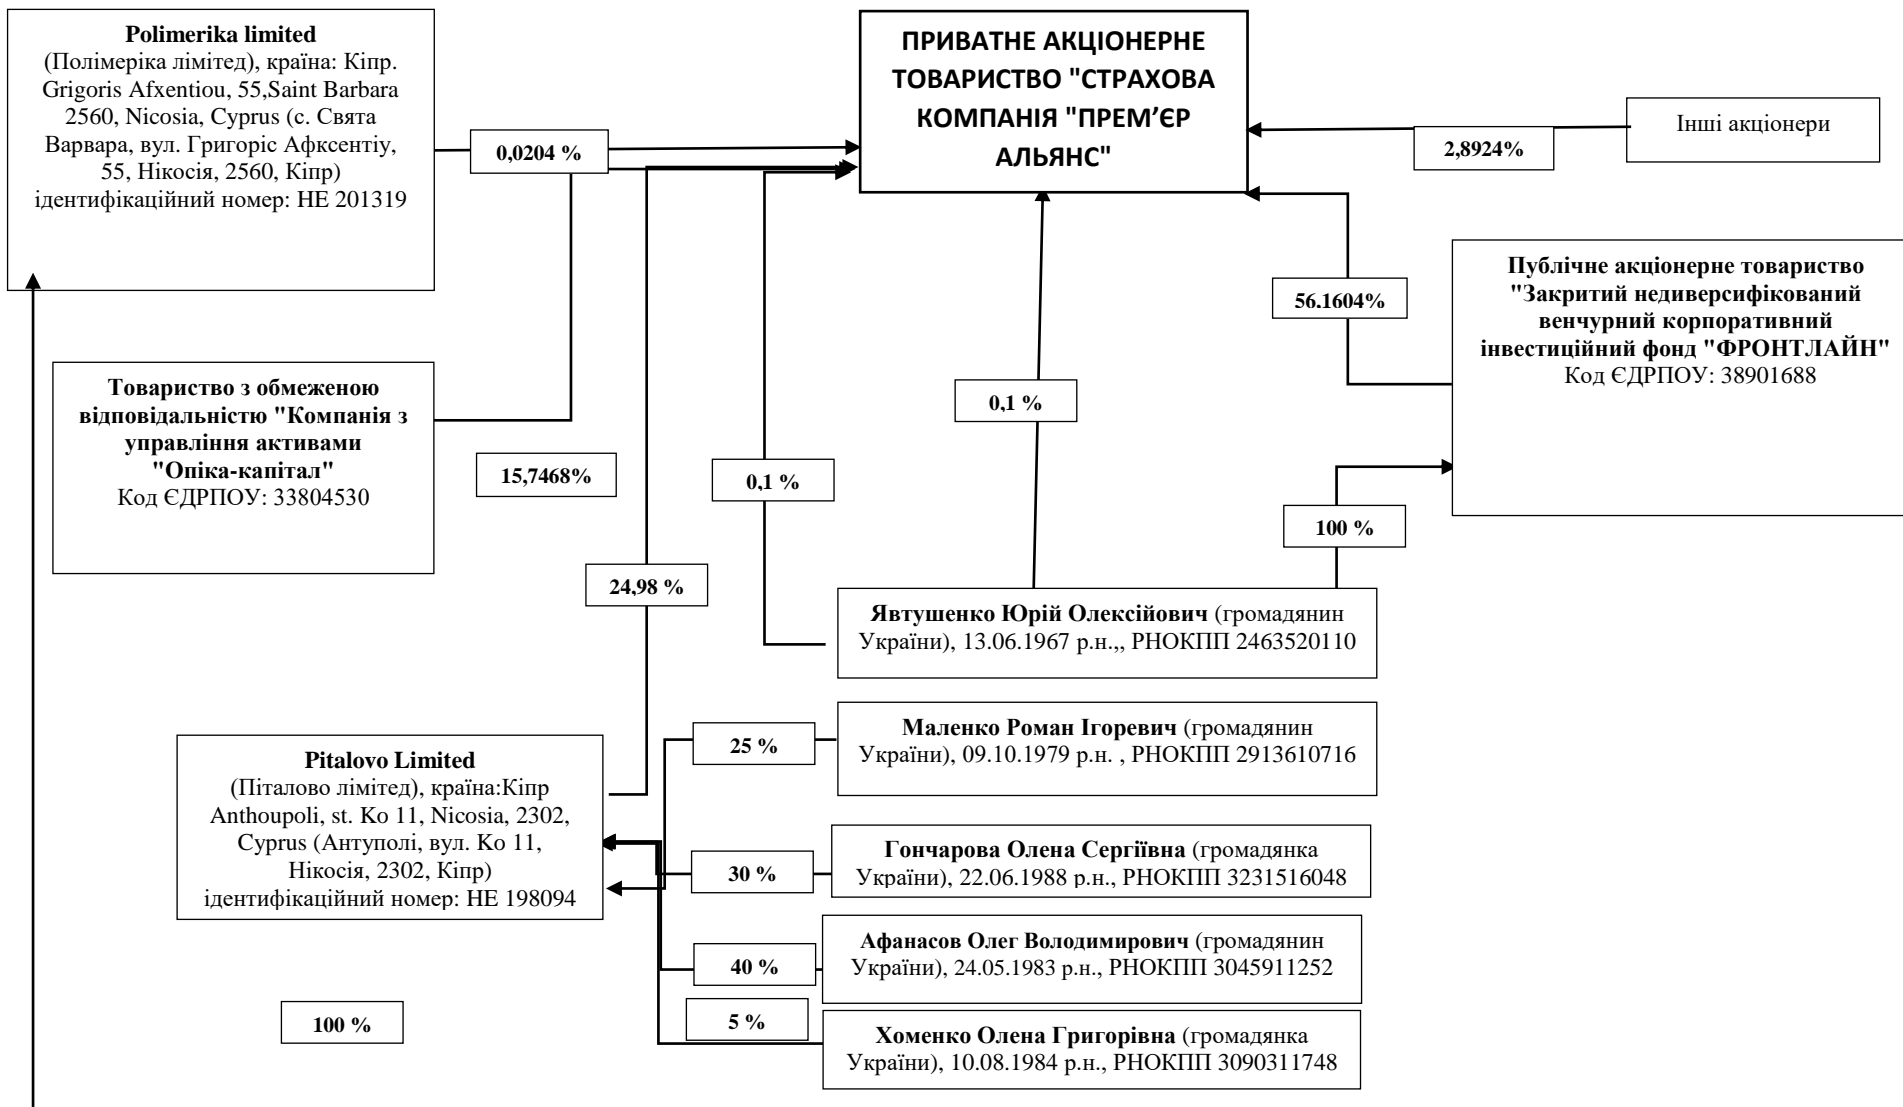 Polimerika limited
(Полімеріка лімітед), країна: Кіпр.
Grigoris Afxentiou, 55,Saint Barbara
2560, Nicosia, Cyprus (с. Свята
Варвара, вул. Григоріс Афксентіу,
55, Нікосія, 2560, Кіпр)
ідентифікаційний номер: НЕ 201319
0,0204 %
ПРИВАТНЕ АКЦІОНЕРНЕ
ТОВАРИСТВО "СТРАХОВА
КОМПАНІЯ "ПРЕМ’ЄР
АЛЬЯНС"
2,8924%
Інші акціонери
56,1604%
Публічне акціонерне товариство
"Закритий недиверсифікований
венчурний корпоративний
інвестиційний фонд "ФРОНТЛАЙН"
Код ЄДРПОУ: 38901688
Товариство з обмеженою
відповідальністю "Компанія з
управління активами
"Опіка-капітал"
Код ЄДРПОУ: 33804530
15,7468%
0,1 %
0,1 %
100 %
24,98 %
Явтушенко Юрій Олексійович (громадянин
України), 13.06.1967 р.н.,, РНОКПП 2463520110
Pitalovo Limited
(Піталово лімітед), країна:Кіпр
Anthoupoli, st. Ko 11, Nicosia, 2302,
Cyprus (Антуполі, вул. Ko 11,
Нікосія, 2302, Кіпр)
ідентифікаційний номер: НЕ 198094
25 %
Маленко Роман Ігоревич (громадянин
України), 09.10.1979 р.н. , РНОКПП 2913610716
30 %
Гончарова Олена Сергіївна (громадянка
України), 22.06.1988 р.н., РНОКПП 3231516048
40 %
Афанасов Олег Володимирович (громадянин
України), 24.05.1983 р.н., РНОКПП 3045911252
5 %
Хоменко Олена Григорівна (громадянка
України), 10.08.1984 р.н., РНОКПП 3090311748
100 %